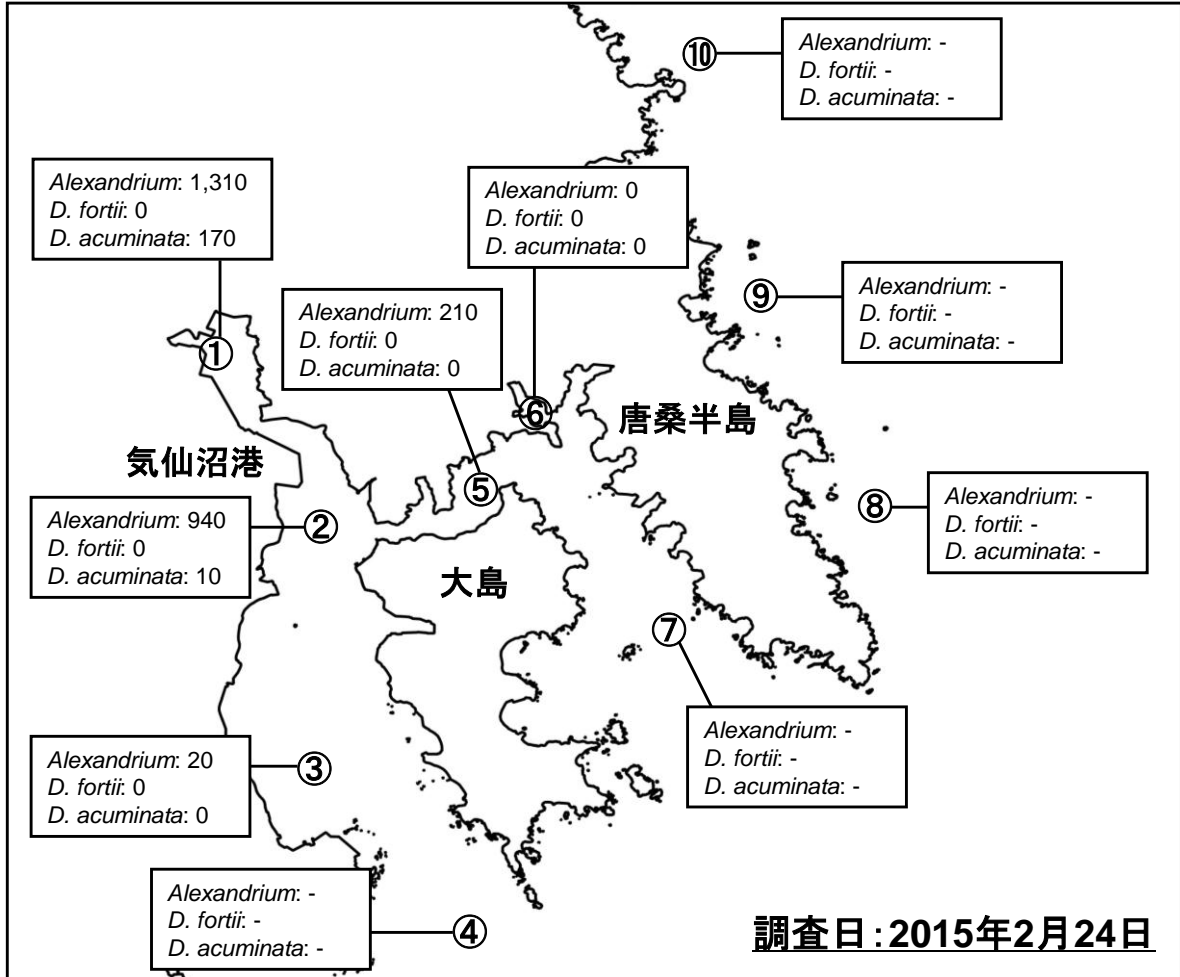 ⑩
Alexandrium: -
D. fortii: -
D. acuminata: -
Alexandrium: 1,310
D. fortii: 0
D. acuminata: 170
①
Alexandrium: 0
D. fortii: 0
D. acuminata: 0
⑥
Alexandrium: 210
D. fortii: 0
D. acuminata: 0
⑤
⑨
Alexandrium: -
D. fortii: -
D. acuminata: -
唐桑半島
気仙沼港
Alexandrium: 940
D. fortii: 0
D. acuminata: 10
②
⑧
Alexandrium: -
D. fortii: -
D. acuminata: -
大島
⑦
Alexandrium: -
D. fortii: -
D. acuminata: -
Alexandrium: 20
D. fortii: 0
D. acuminata: 0
③
Alexandrium: -
D. fortii: -
D. acuminata: -
④
調査日：2015年2月24日